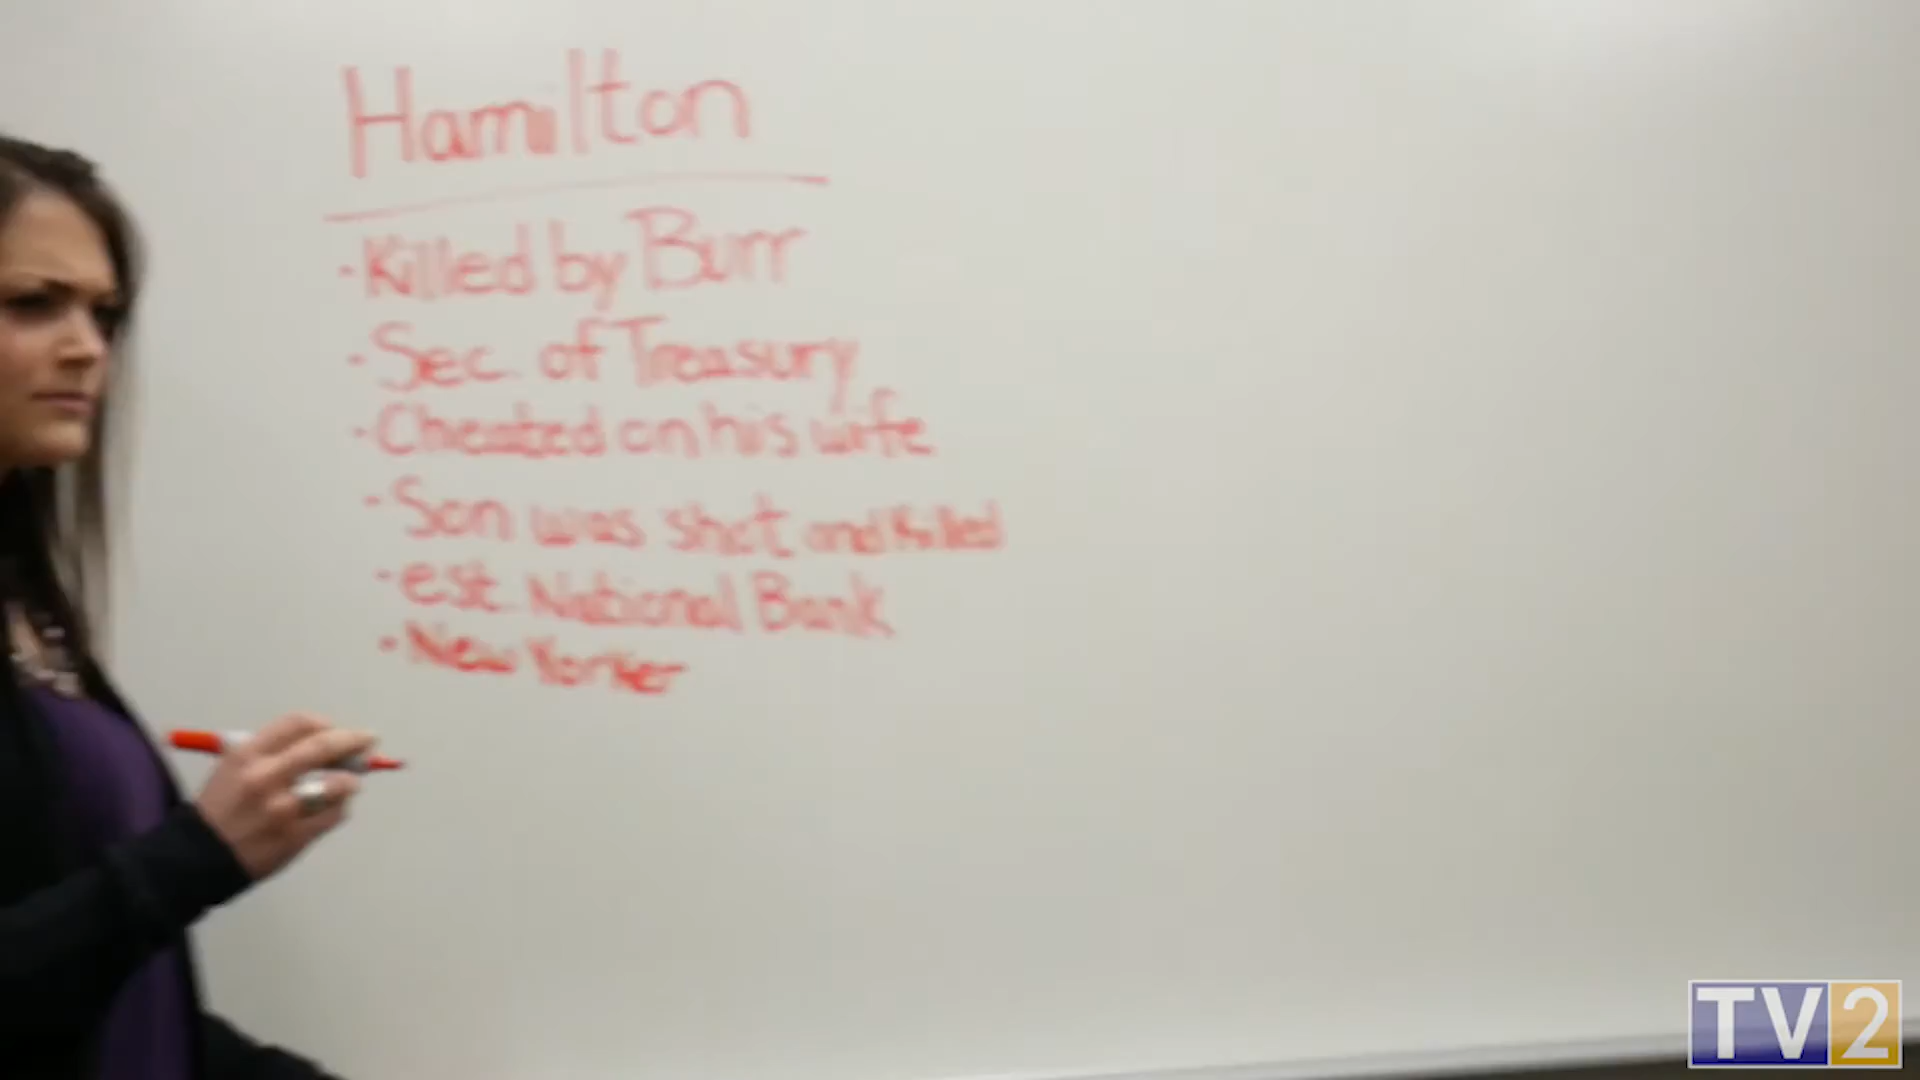 Hamilton
· Killed by Burr
· Sec. of Treasury
· Cheated on his wife
· Son was shot and killed
· est. National Bank
· New Yorker
TV2